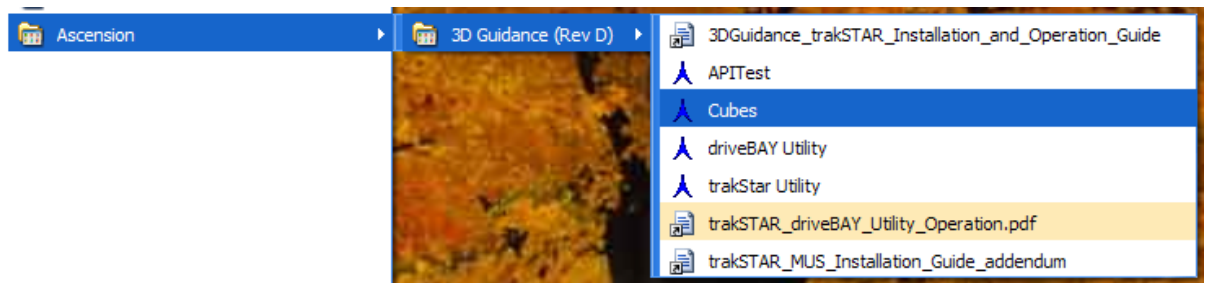 Ascension
3D Guidance (Rev D)
3DGuidance_trakSTAR_Installation_and_Operation_Guide
APITest
Cubes
driveBAY Utility
trakStar Utility
trakSTAR_driveBAY_Utility_Operation.pdf
trakSTAR_MUS_Installation_Guide_addendum